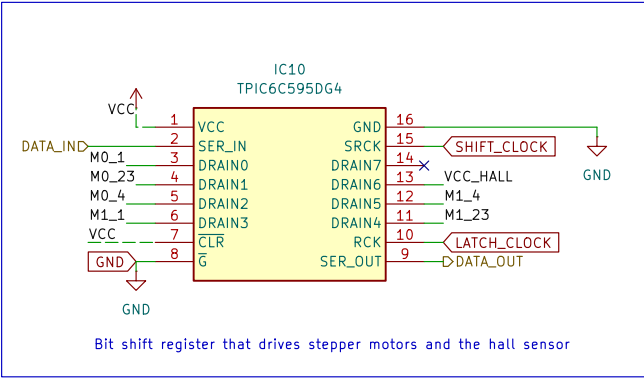 IC10
TPIC6C595DG4
VCC
1 VCC GND 16
DATA_IN 2 SER_IN SRCK 15 SHIFT_CLOCK
M0_1 3 DRAIN0 DRAIN7 14
M0_23 4 DRAIN1 DRAIN6 13 VCC_HALL
M0_4 5 DRAIN2 DRAIN5 12 M1_4
M1_1 6 DRAIN3 DRAIN4 11 M1_23
VCC 7 CLR RCK 10 LATCH_CLOCK
GND 8 G SER_OUT 9 DATA_OUT
GND
GND
Bit shift register that drives stepper motors and the hall sensor